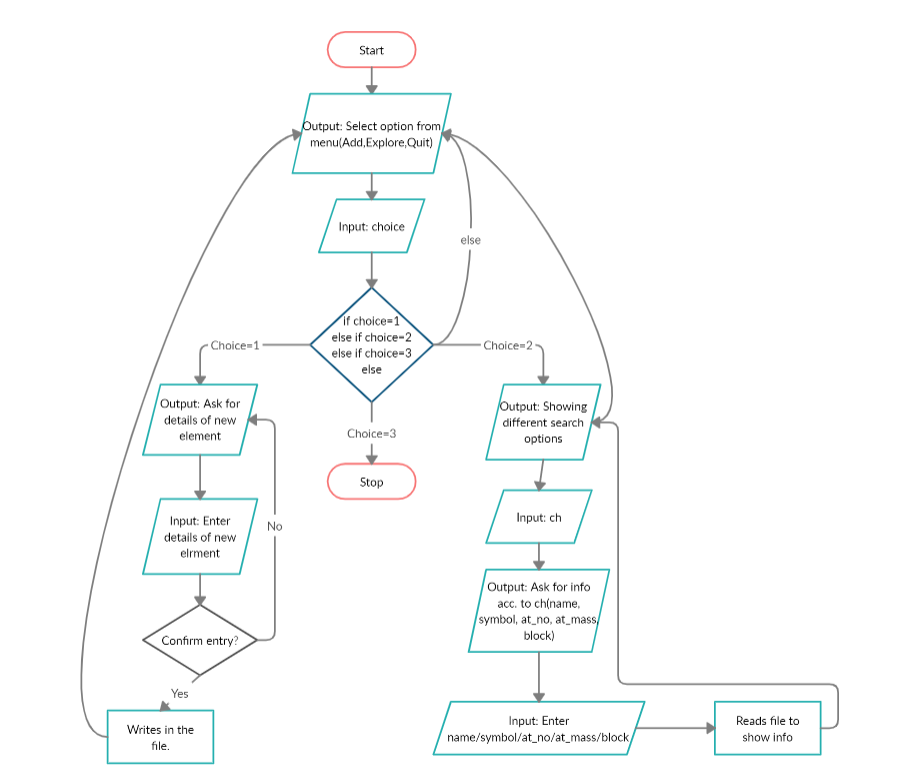 Start
Output: Select option from
menu(Add,Explore,Quit)
Input: choice
else
if choice=1
else if choice=2
else if choice=3
else
Choice=1
Choice=2
Choice=3
Stop
Output: Ask for
details of new
element
Input: Enter
details of new
elrment
No
Confirm entry?
Yes
Writes in the
file.
Output: Showing
different search
options
Input: ch
Output: Ask for info
acc. to ch(name,
symbol, at_no, at_mass,
block)
Input: Enter
name/symbol/at_no/at_mass/block
Reads file to
show info